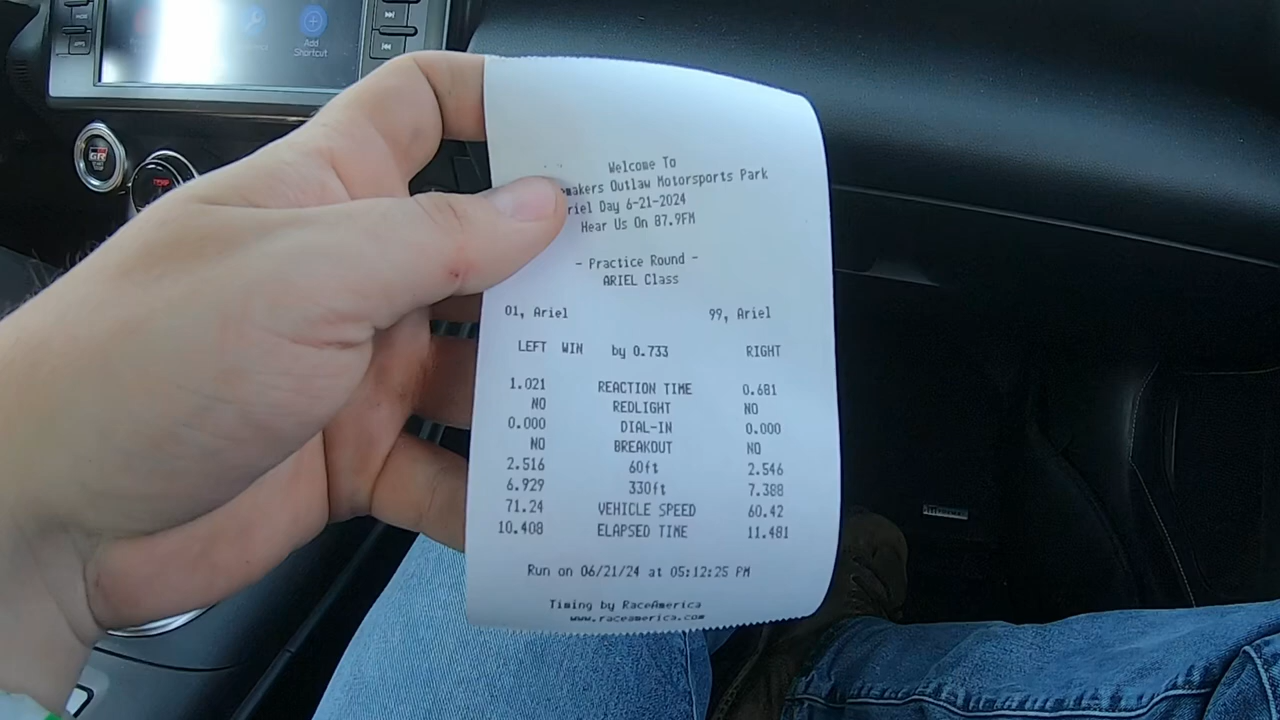 Add
Shortcut
GR
Welcome To
Outlaw Motorsports Park
Day 6-21-2024
Hear Us On 87.9FM
- Practice Round -
ARIEL Class
01, Ariel 99, Ariel
LEFT WIN by 0.733 RIGHT
1.021 REACTION TIME 0.681
NO REDLIGHT NO
0.000 DIAL-IN 0.000
NO BREAKOUT NO
2.516 60ft 2.546
6.929 330ft 7.388
71.24 VEHICLE SPEED 60.42
10.408 ELAPSED TIME 11.481
Run on 06/21/24 at 05:12:25 PM
Timing by RaceAmerica
www.raceamerica.com